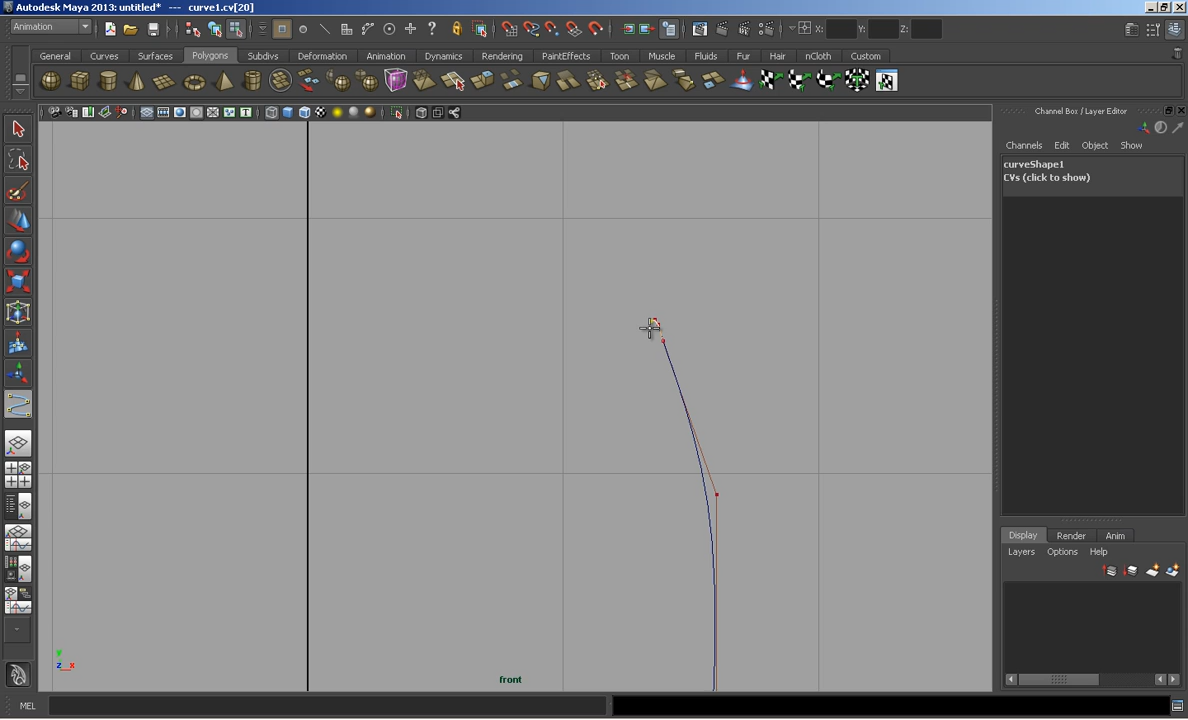 Autodesk Maya 2013: untitled* --- curve1.cv[20]
Animation
X:
Y:
Z:
General Curves Surfaces Polygons Subdivs Deformation Animation Dynamics Rendering PaintEffects Toon Muscle Fluids Fur Hair nCloth Custom
Channel Box / Layer Editor
Channels Edit Object Show
curveShape1
CVs (click to show)
Display Render Anim
Layers Options Help
y
z x
front
MEL